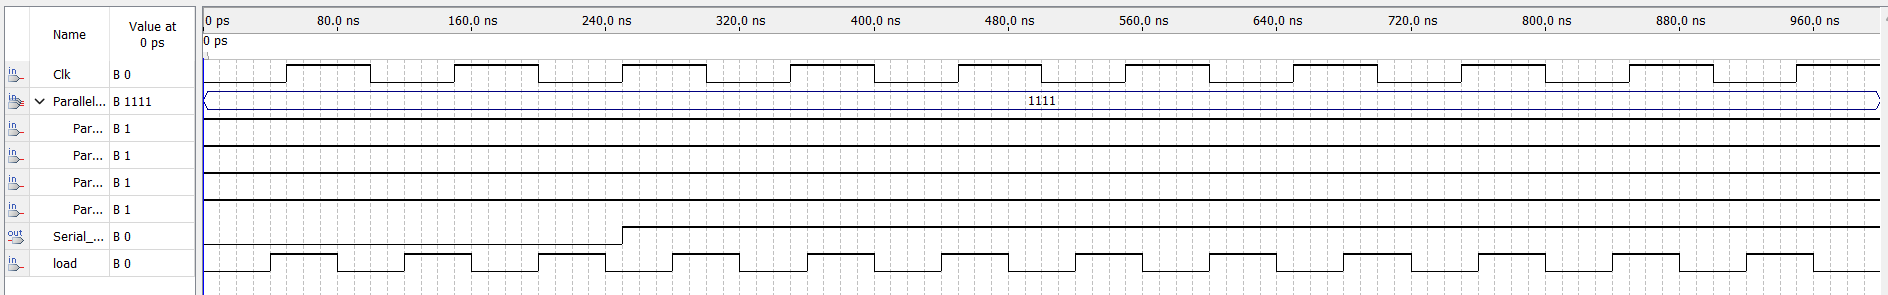 Name
Value at
0 ps
0 ps
80.0 ns
160.0 ns
240.0 ns
320.0 ns
400.0 ns
480.0 ns
560.0 ns
640.0 ns
720.0 ns
800.0 ns
880.0 ns
960.0 ns
0 ps
in
Clk
B 0
in
Parallel...
B 1111
1111
in
Par...
B 1
in
Par...
B 1
in
Par...
B 1
in
Par...
B 1
out
Serial_...
B 0
in
load
B 0